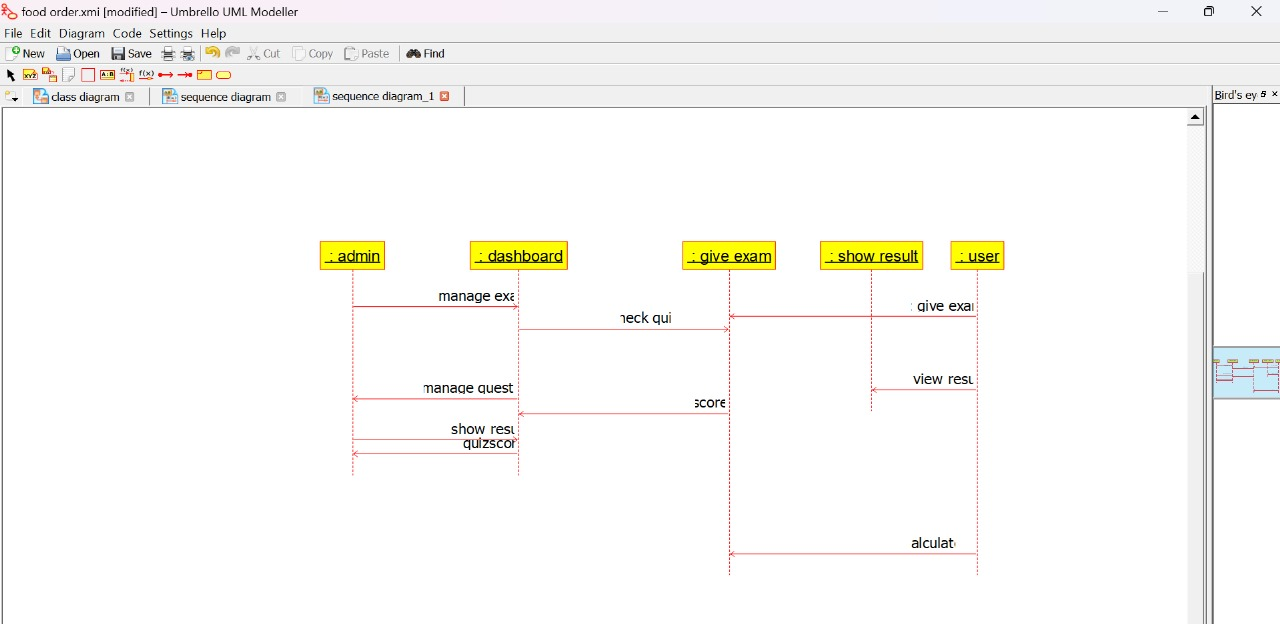 food order.xmi [modified] – Umbrello UML Modeller
File Edit Diagram Code Settings Help
New Open Save Cut Copy Paste Find
class diagram sequence diagram sequence diagram_1
Bird's ey
: admin : dashboard : give exam : show result : user
manage exa
: give exar
heck qui
view resu
manage quest
score
show resu
quizscor
alculat